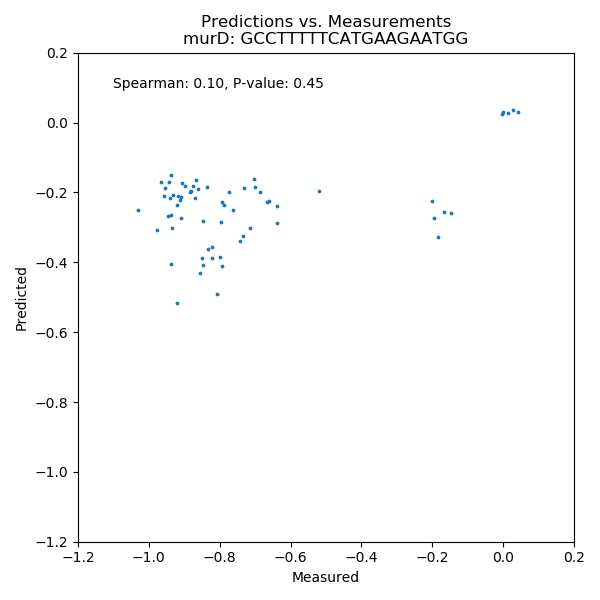 Predictions vs. Measurements
murD: GCCTTTTTCATGAAGAATGG
Spearman: 0.10, P-value: 0.45
0.2
0.0
−0.2
−0.4
−0.6
−0.8
−1.0
−1.2
Predicted
−1.2 −1.0 −0.8 −0.6 −0.4 −0.2 0.0 0.2
Measured